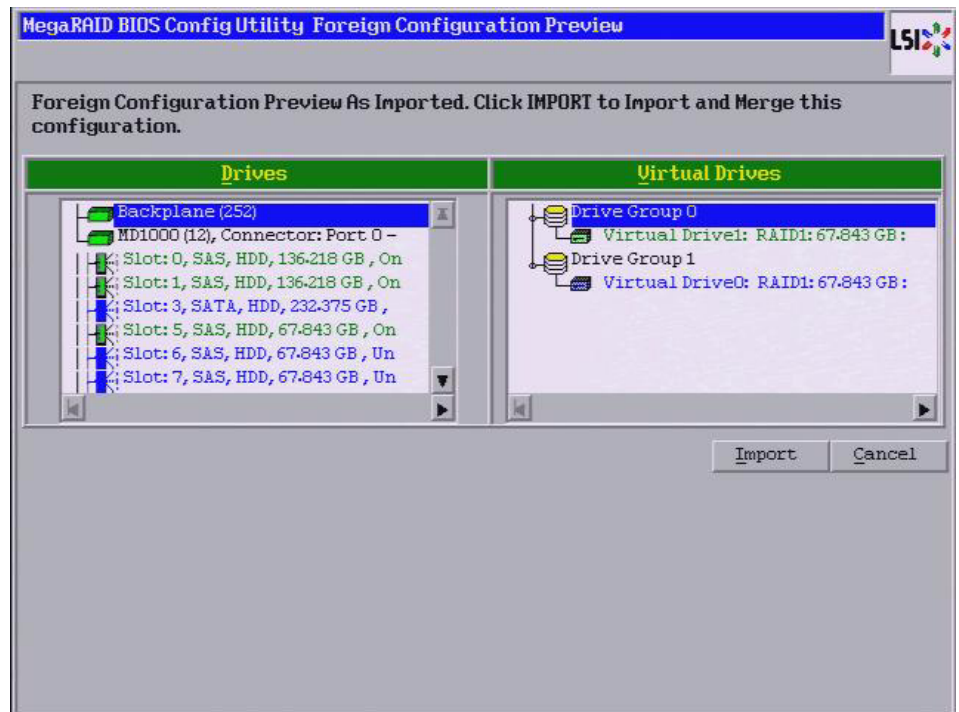 MegaRAID BIOS Config Utility Foreign Configuration Preview
LSI
Foreign Configuration Preview As Imported. Click IMPORT to Import and Merge this
configuration.
Drives
Backplane (252)
MD1000 (12), Connector: Port 0 -
Slot: 0, SAS, HDD, 136.218 GB, On
Slot: 1, SAS, HDD, 136.218 GB, On
Slot: 3, SATA, HDD, 232.375 GB,
Slot: 5, SAS, HDD, 67.843 GB, On
Slot: 6, SAS, HDD, 67.843 GB, Un
Slot: 7, SAS, HDD, 67.843 GB, Un
Virtual Drives
Drive Group 0
Virtual Drive1: RAID1: 67.843 GB:
Drive Group 1
Virtual Drive0: RAID1: 67.843 GB:
Import
Cancel